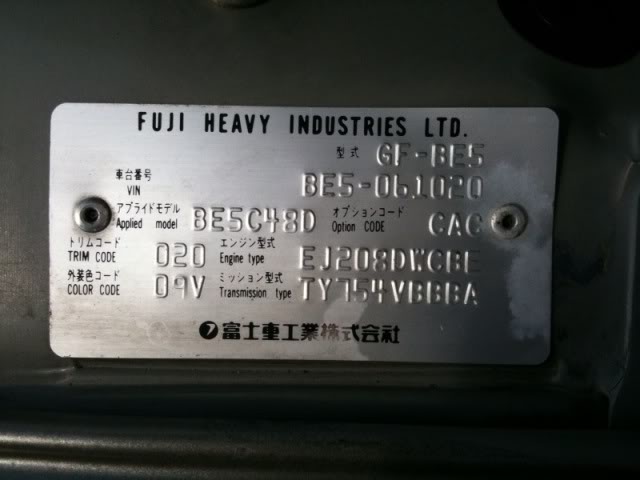 FUJI HEAVY INDUSTRIES LTD.
型式 GF-BE5
車台番号 VIN BE5-061020
アプライドモデル Applied model BE5C48D オプションコード Option CODE CAC
トリムコード TRIM CODE 020 エンジン型式 Engine type EJ208DWCBE
外装色コード COLOR CODE 09V ミッション型式 Transmission type TY754VBBBA
富士重工業株式会社